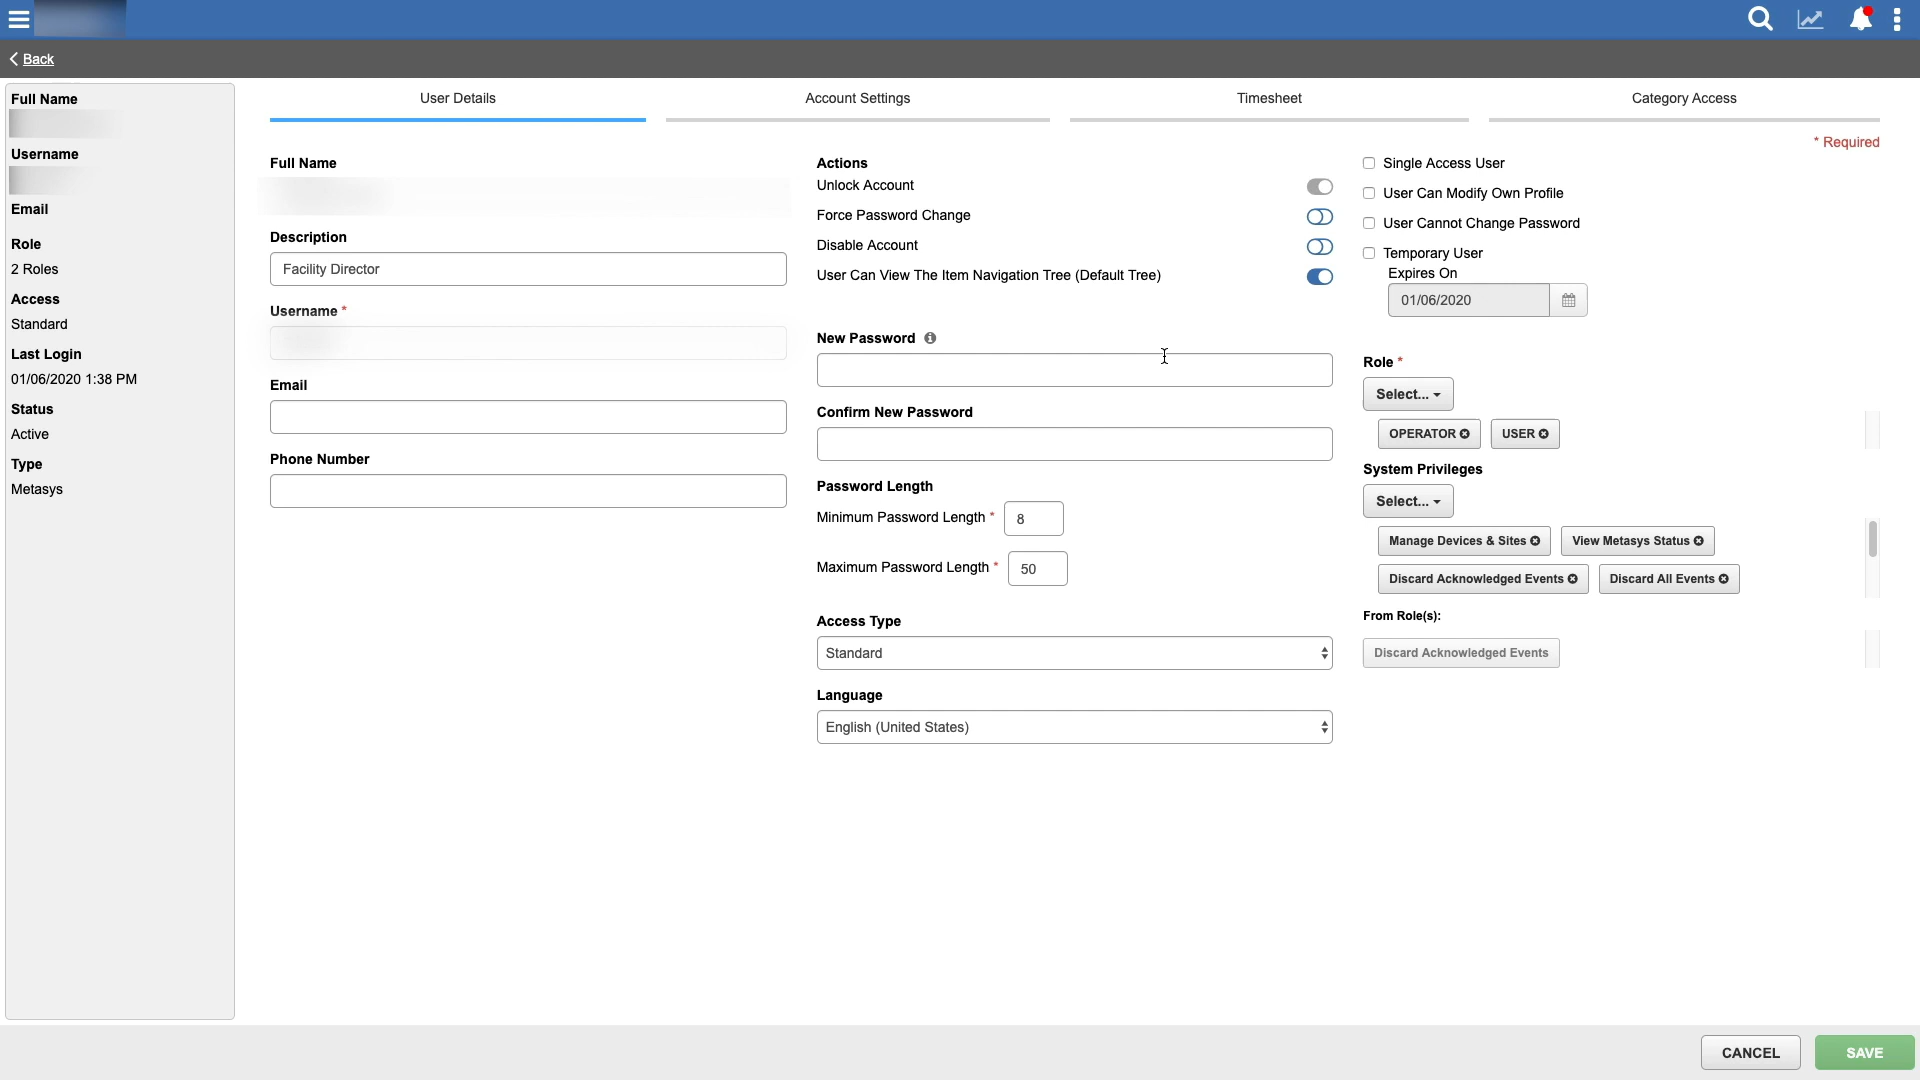 Back
Full Name
Username
Email
Role
2 Roles
Access
Standard
Last Login
01/06/2020 1:38 PM
Status
Active
Type
Metasys
User Details
Account Settings
Timesheet
Category Access
* Required
Full Name
Description
Facility Director
Username *
Email
Phone Number
Actions
Unlock Account
Force Password Change
Disable Account
User Can View The Item Navigation Tree (Default Tree)
New Password
Confirm New Password
Password Length
Minimum Password Length * 8
Maximum Password Length * 50
Access Type
Standard
Language
English (United States)
Single Access User
User Can Modify Own Profile
User Cannot Change Password
Temporary User
Expires On
01/06/2020
Role *
Select...
OPERATOR USER
System Privileges
Select...
Manage Devices & Sites View Metasys Status
Discard Acknowledged Events Discard All Events
From Role(s):
Discard Acknowledged Events
CANCEL SAVE